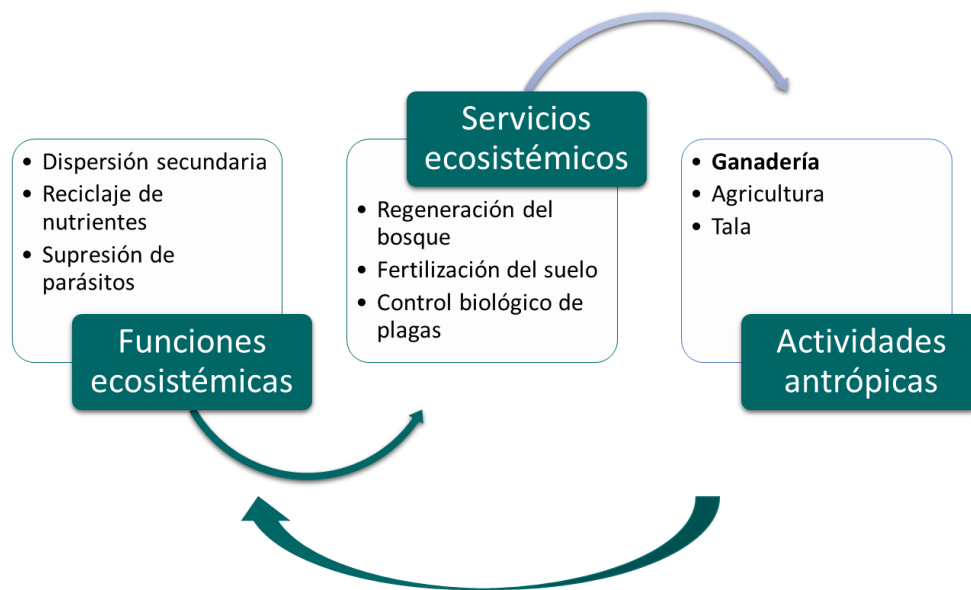 • Dispersión secundaria
• Reciclaje de
nutrientes
• Supresión de
parásitos
Funciones
ecosistémicas
Servicios
ecosistémicos
• Regeneración del
bosque
• Fertilización del suelo
• Control biológico de
plagas
• Ganadería
• Agricultura
• Tala
Actividades
antrópicas